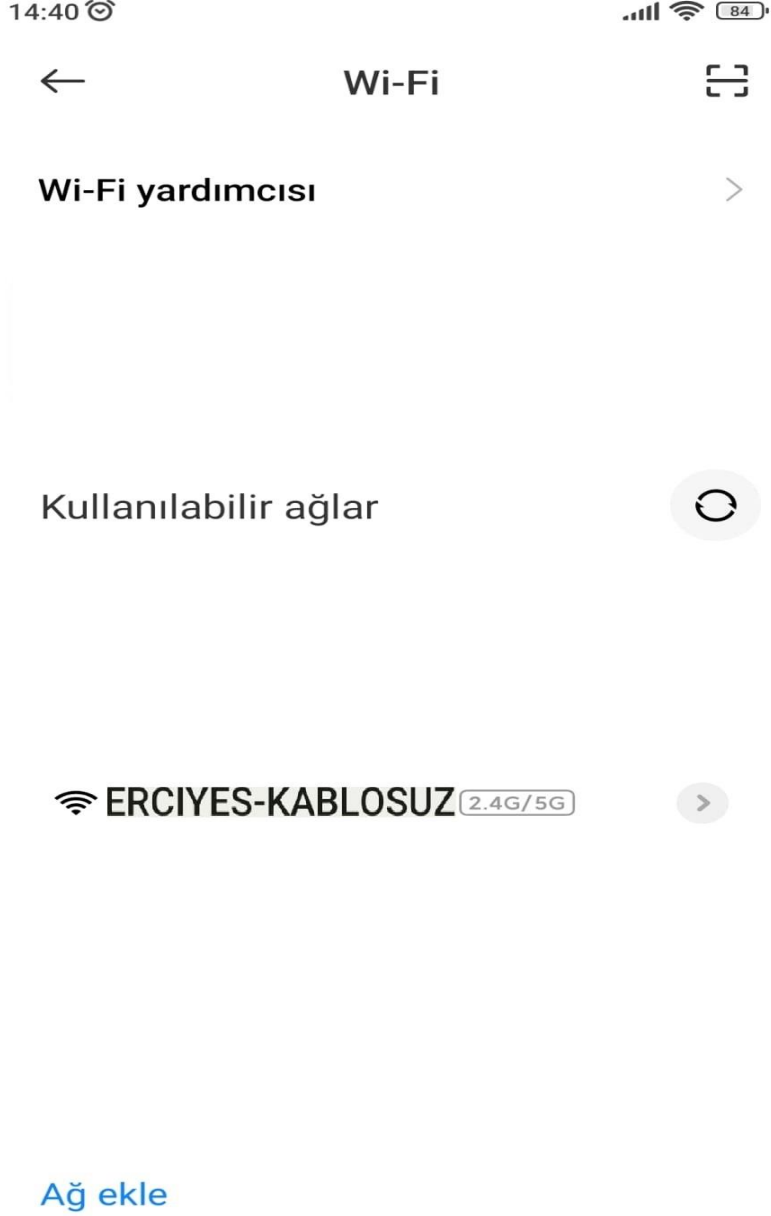 14:40 84
Wi-Fi
Wi-Fi yardımcısı
Kullanılabilir ağlar
ERCIYES-KABLOSUZ 2.4G/5G
Ağ ekle